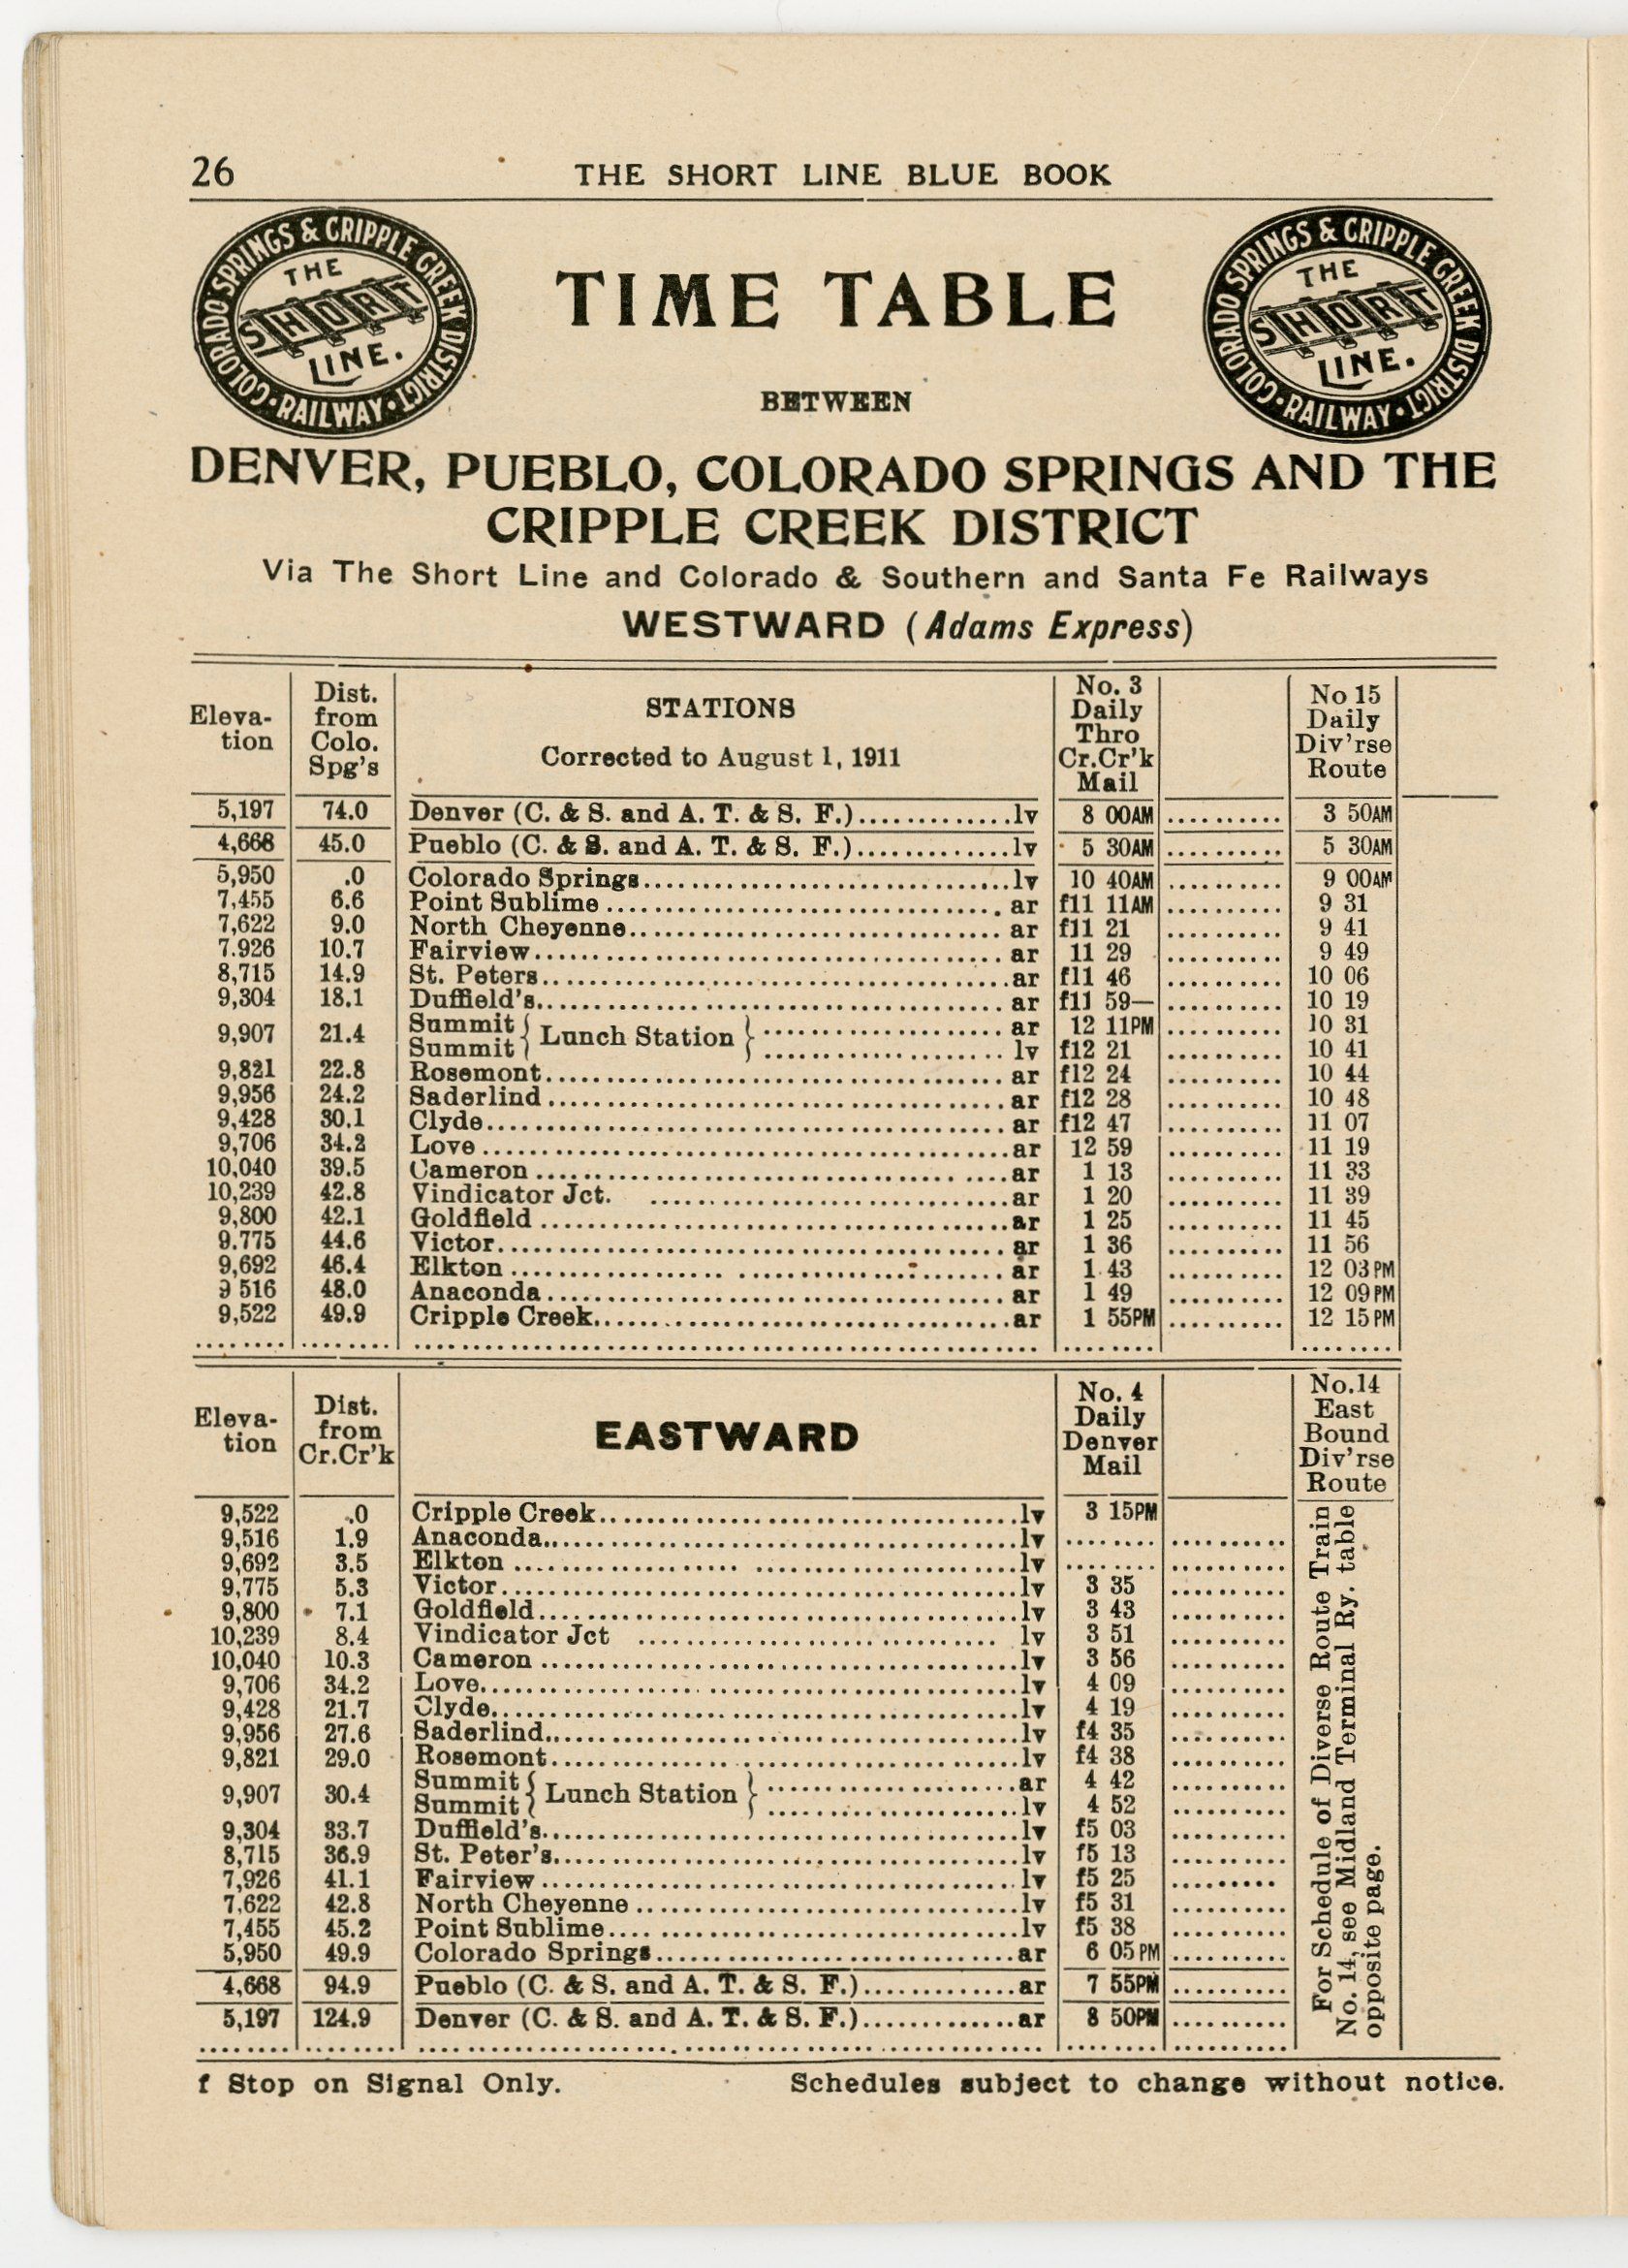 26 THE SHORT LINE BLUE BOOK
COLORADO SPRINGS & CRIPPLE CREEK DISTRICT · RAILWAY ·
THE
SHORT
LINE.
TIME TABLE
COLORADO SPRINGS & CRIPPLE CREEK DISTRICT · RAILWAY ·
THE
SHORT
LINE.
BETWEEN
DENVER, PUEBLO, COLORADO SPRINGS AND THE
CRIPPLE CREEK DISTRICT
Via The Short Line and Colorado & Southern and Santa Fe Railways
WESTWARD (Adams Express)
Eleva-
tion
Dist.
from
Colo.
Spg's
STATIONS
Corrected to August 1, 1911
No. 3
Daily
Thro
Cr.Cr'k
Mail
No 15
Daily
Div'rse
Route
5,197 74.0 Denver (C. & S. and A. T. & S. F.).............lv 8 00AM .......... 3 50AM
4,668 45.0 Pueblo (C. & S. and A. T. & S. F.).............lv 5 30AM .......... 5 30AM
5,950 .0 Colorado Springs..............................lv 10 40AM .......... 9 00AM
7,455 6.6 Point Sublime ................................. ar f11 11AM .......... 9 31
7,622 9.0 North Cheyenne............................... ar f11 21 .......... 9 41
7.926 10.7 Fairview....................................... ar 11 29 .......... 9 49
8,715 14.9 St. Peters......................................ar f11 46 .......... 10 06
9,304 18.1 Duffield's...................................... ar f11 59— .......... 10 19
9,907 21.4 Summit { Lunch Station } ..................... ar 12 11PM .......... 10 31
Summit ..................... lv f12 21 .......... 10 41
9,821 22.8 Rosemont...................................... ar f12 24 .......... 10 44
9,956 24.2 Saderlind...................................... ar f12 28 .......... 10 48
9,428 30.1 Clyde.......................................... ar f12 47 .......... 11 07
9,706 34.2 Love ...........................................ar 12 59 .......... 11 19
10,040 39.5 Cameron .......................................ar 1 13 .......... 11 33
10,239 42.8 Vindicator Jct. ..........................ar 1 20 .......... 11 39
9,800 42.1 Goldfield ......................................ar 1 25 .......... 11 45
9.775 44.6 Victor......................................... ar 1 36 .......... 11 56
9,692 46.4 Elkton ........................................ ar 1 43 .......... 12 03PM
9 516 48.0 Anaconda...................................... ar 1 49 .......... 12 09PM
9,522 49.9 Cripple Creek..................................ar 1 55PM .......... 12 15PM
Eleva-
tion
Dist.
from
Cr.Cr'k
EASTWARD
No. 4
Daily
Denver
Mail
No.14
East
Bound
Div'rse
Route
9,522 .0 Cripple Creek..................................lv 3 15PM
9,516 1.9 Anaconda.......................................lv ........ ..........
9,692 3.5 Elkton .........................................lv ........ ..........
9,775 5.3 Victor..........................................lv 3 35 ..........
9,800 7.1 Goldfield.......................................lv 3 43 ..........
10,239 8.4 Vindicator Jct ........................ lv 3 51 ..........
10,040 10.3 Cameron .......................................lv 3 56 ..........
9,706 34.2 Love...........................................lv 4 09 ..........
9,428 21.7 Clyde..........................................lv 4 19 ..........
9,956 27.6 Saderlind......................................lv f4 35 ..........
9,821 29.0 Rosemont......................................lv f4 38 ..........
9,907 30.4 Summit { Lunch Station } ......................ar 4 42 ..........
Summit ......................lv 4 52 ..........
9,304 33.7 Duffield's......................................lv f5 03 ..........
8,715 36.9 St. Peter's.....................................lv f5 13 ..........
7,926 41.1 Fairview.......................................lv f5 25 .........
7,622 42.8 North Cheyenne ...............................lv f5 31 ..........
7,455 45.2 Point Sublime..................................lv f5 38 ..........
5,950 49.9 Colorado Springs...............................ar 6 05 PM ..........
4,668 94.9 Pueblo (C. & S. and A. T. & S. F.).............ar 7 55PM ..........
5,197 124.9 Denver (C. & S. and A. T. & S. F.).............ar 8 50PM ..........
For Schedule of Diverse Route Train
No. 14, see Midland Terminal Ry. table
opposite page.
f Stop on Signal Only. Schedules subject to change without notice.